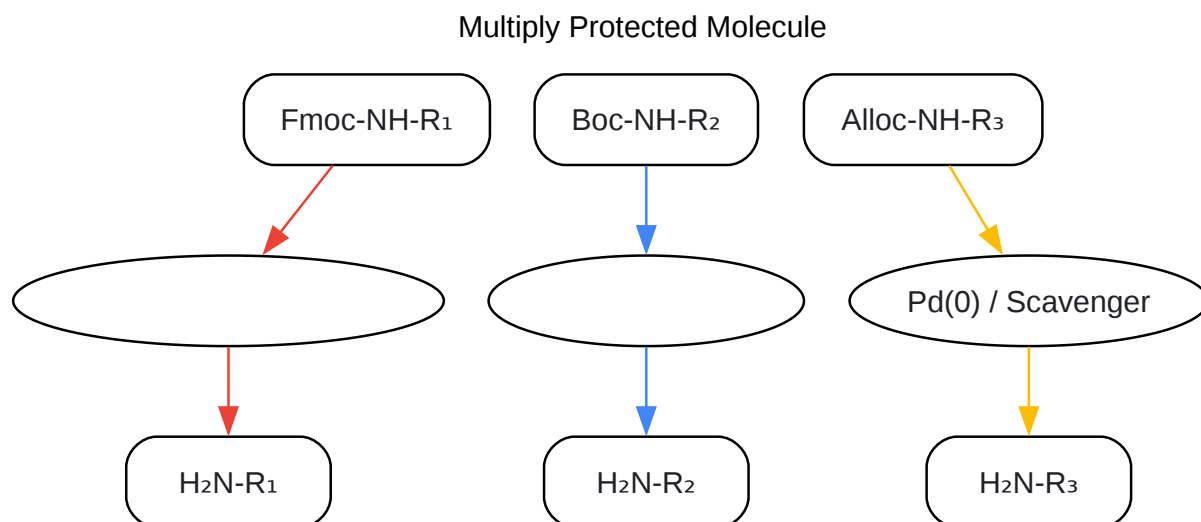 Multiply Protected Molecule
Fmoc-NH-R₁
Boc-NH-R₂
Alloc-NH-R₃
Pd(0) / Scavenger
H₂N-R₁
H₂N-R₂
H₂N-R₃